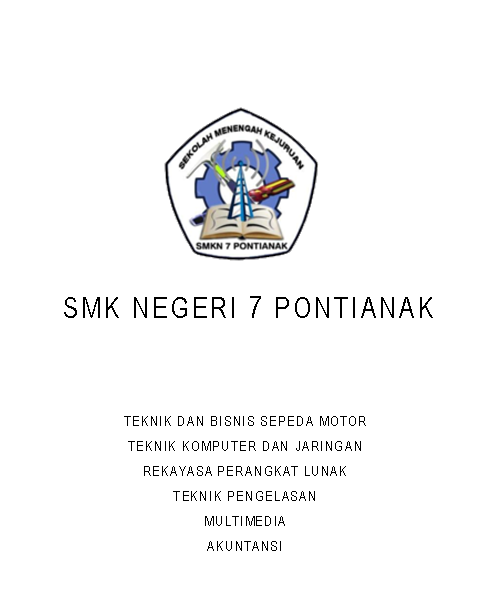 SEKOLAH MENENGAH KEJURUAN
SMKN 7 PONTIANAK
SMK NEGERI 7 PONTIANAK
TEKNIK DAN BISNIS SEPEDA MOTOR
TEKNIK KOMPUTER DAN JARINGAN
REKAYASA PERANGKAT LUNAK
TEKNIK PENGELASAN
MULTIMEDIA
AKUNTANSI